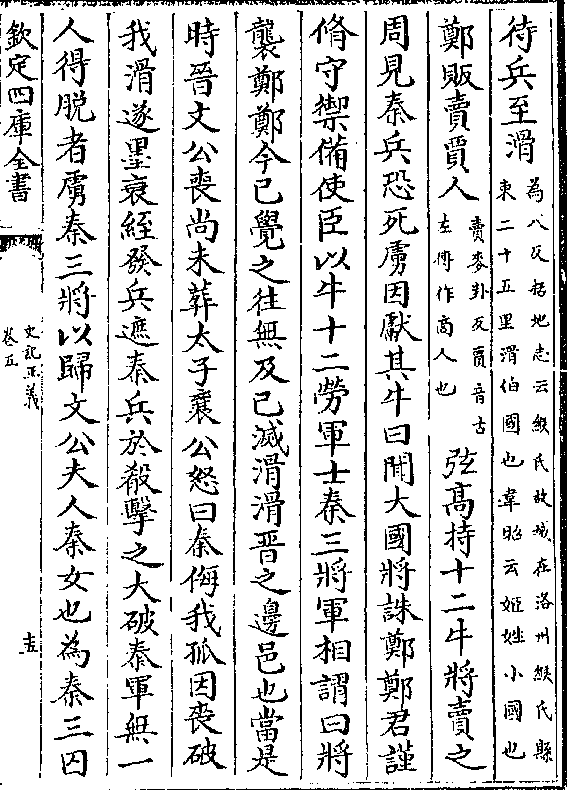 待兵至滑為八反括地志云緱氏故城在洛州緱氏縣東二十五里滑伯國也韋昭云姬姓小國也
鄭販賣賈人賣麥卦反賈音古左傳作商人也弦高持十二牛將賣之
周見秦兵恐死虜因獻其牛曰聞大國將誅鄭鄭君謹
脩守禦備使臣以牛十二勞軍士秦三將軍相謂曰將
襲鄭鄭今已覺之往無及已滅滑滑晉之邊邑也當是
時晉文公喪尚未葬太子襄公怒曰秦侮我孤因喪破
我滑遂墨衰絰發兵遮秦兵於殽擊之大破秦軍無一
人得脱者虜秦三將以歸文公夫人秦女也為秦三囚
欽定四庫全書
史記正義
卷五
十五